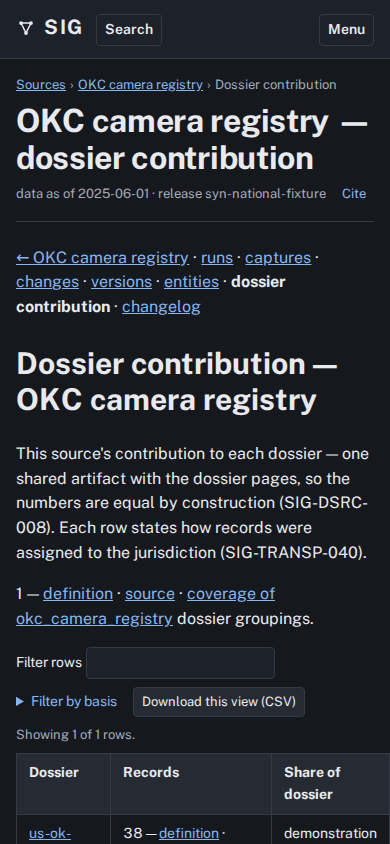 SIG
Search
Menu
Sources › OKC camera registry › Dossier contribution
OKC camera registry —
dossier contribution
data as of 2025-06-01 · release syn-national-fixture Cite
← OKC camera registry · runs · captures ·
changes · versions · entities · dossier
contribution · changelog
Dossier contribution —
OKC camera registry
This source's contribution to each dossier — one
shared artifact with the dossier pages, so the
numbers are equal by construction (SIG-DSRC-
008). Each row states how records were
assigned to the jurisdiction (SIG-TRANSP-040).
1 — definition · source · coverage of
okc_camera_registry dossier groupings.
Filter rows
▶ Filter by basis Download this view (CSV)
Showing 1 of 1 rows.
Dossier Records Share of
dossier
us-ok- 38 — definition · demonstration